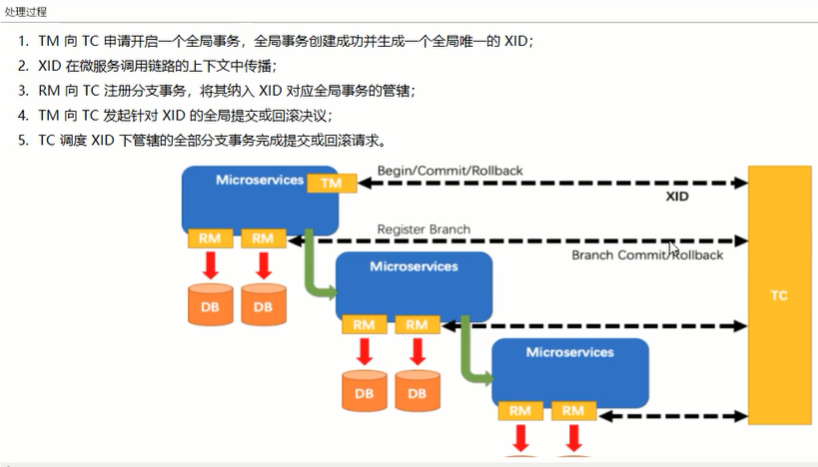 处理过程
1. TM 向 TC 申请开启一个全局事务，全局事务创建成功并生成一个全局唯一的 XID；
2. XID 在微服务调用链路的上下文中传播；
3. RM 向 TC 注册分支事务，将其纳入 XID 对应全局事务的管辖；
4. TM 向 TC 发起针对 XID 的全局提交或回滚决议；
5. TC 调度 XID 下管辖的全部分支事务完成提交或回滚请求。
Begin/Commit/Rollback
Microservices
TM
XID
Register Branch
RM
RM
Branch Commit/Rollback
Microservices
TC
DB
DB
RM
RM
Microservices
DB
DB
RM
RM